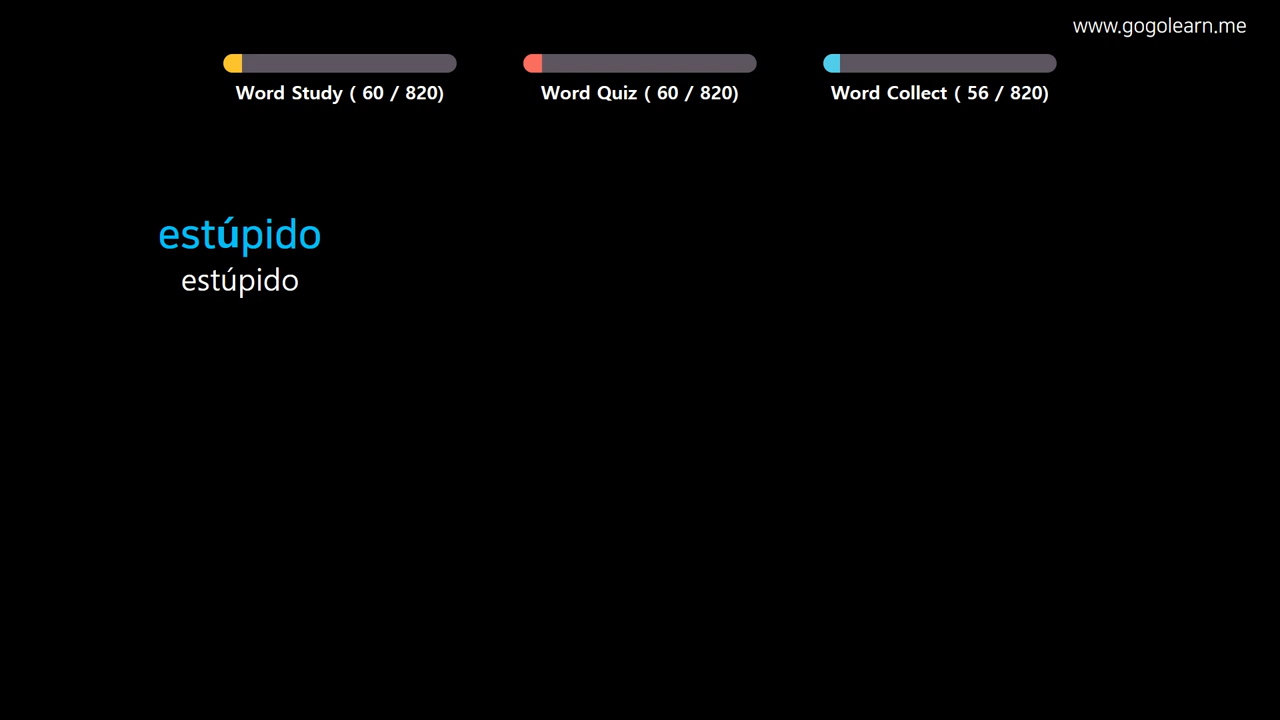 www.gogolearn.me
Word Study ( 60 / 820)
Word Quiz ( 60 / 820)
Word Collect ( 56 / 820)
estúpido
estúpido